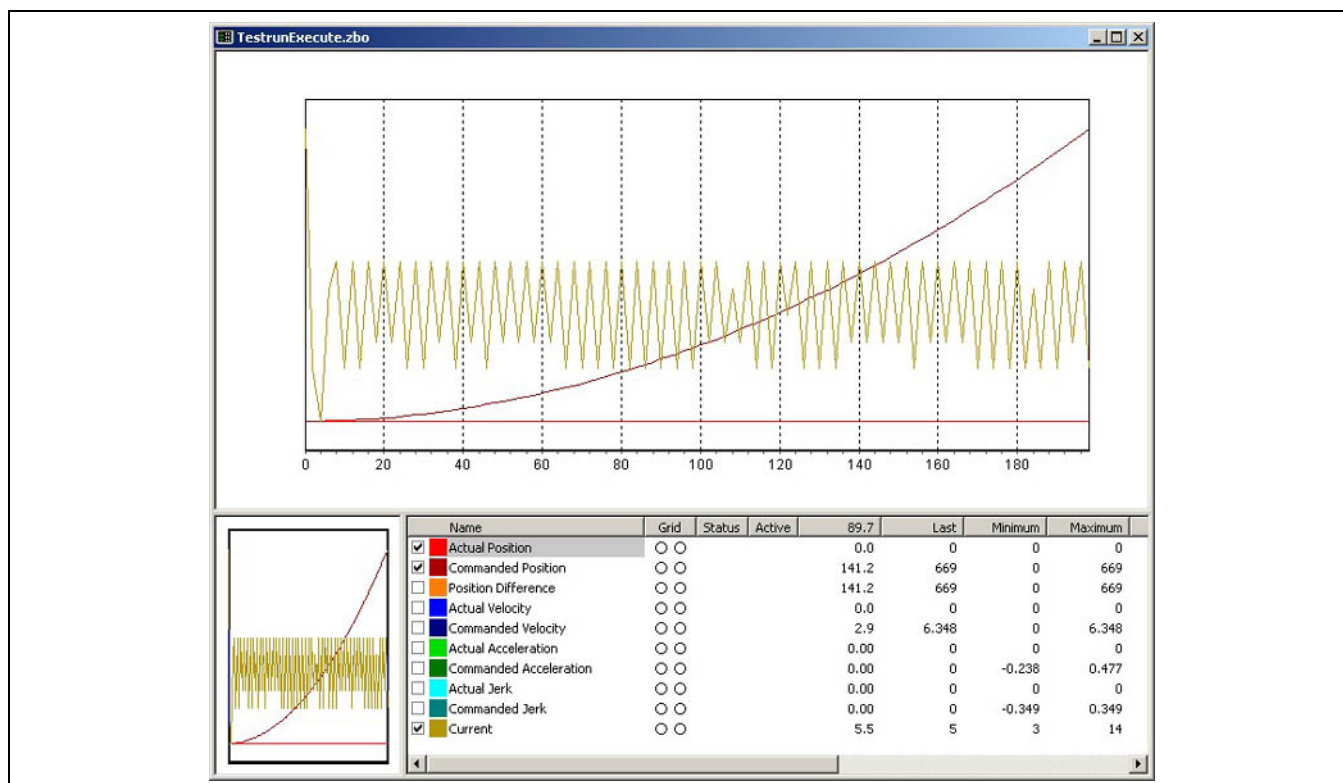 TestrunExecute.zbo
0 20 40 60 80 100 120 140 160 180
Name Grid Status Active 89.7 Last Minimum Maximum
Actual Position 0.0 0 0 0
Commanded Position 141.2 669 0 669
Position Difference 141.2 669 0 669
Actual Velocity 0.0 0 0 0
Commanded Velocity 2.9 6.348 0 6.348
Actual Acceleration 0.00 0 0 0
Commanded Acceleration 0.00 0 -0.238 0.477
Actual Jerk 0.00 0 0 0
Commanded Jerk 0.00 0 -0.349 0.349
Current 5.5 5 3 14